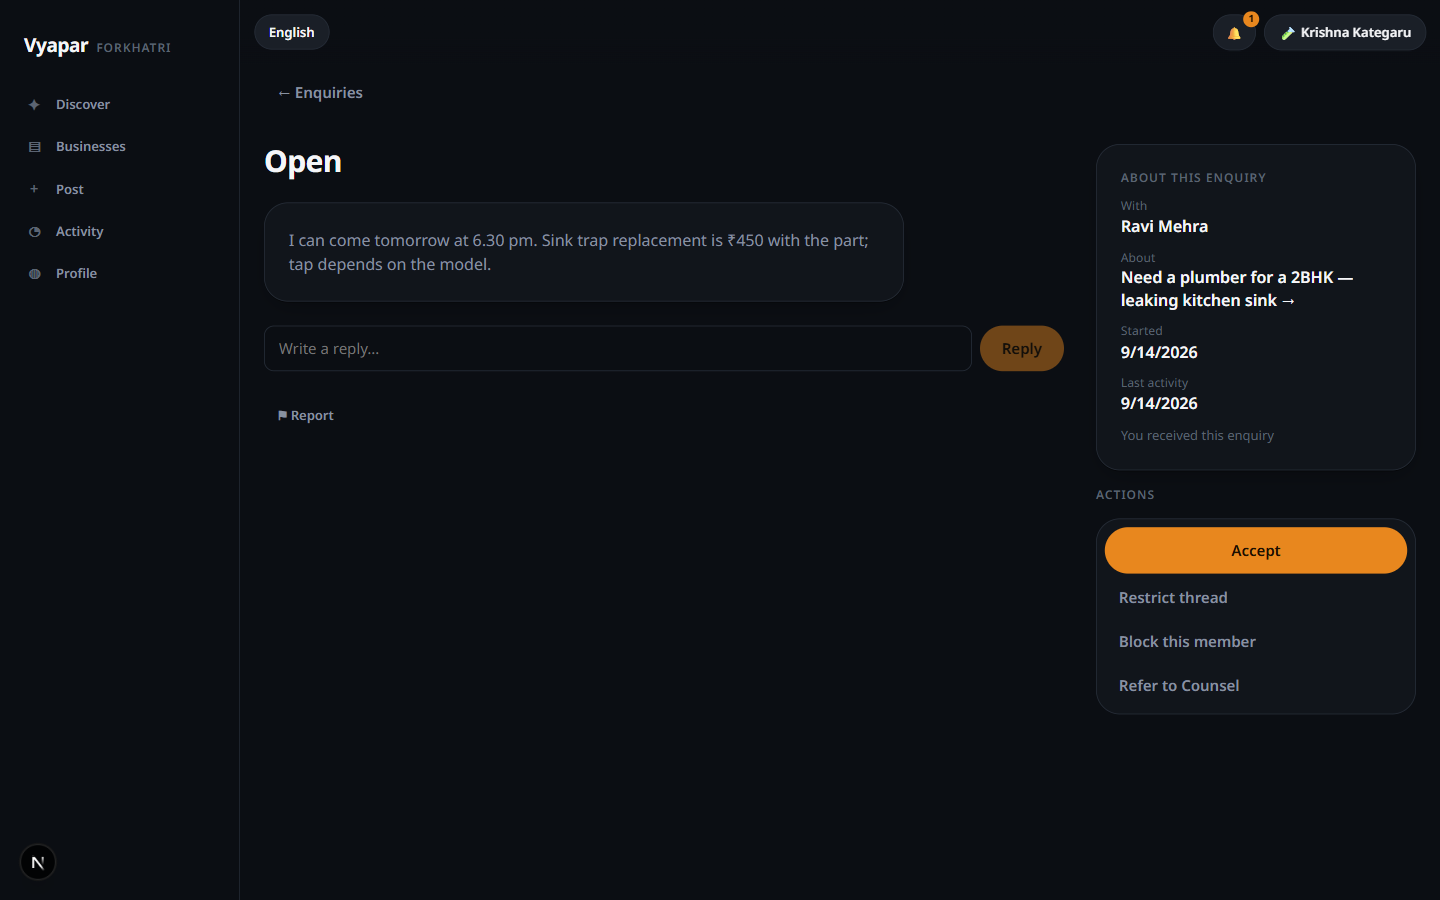 Vyapar FORKHATRI
Discover
Businesses
Post
Activity
Profile
English
1
Krishna Kategaru
← Enquiries
Open
I can come tomorrow at 6.30 pm. Sink trap replacement is ₹450 with the part;
tap depends on the model.
Write a reply...
Reply
Report
ABOUT THIS ENQUIRY
With
Ravi Mehra
About
Need a plumber for a 2BHK —
leaking kitchen sink →
Started
9/14/2026
Last activity
9/14/2026
You received this enquiry
ACTIONS
Accept
Restrict thread
Block this member
Refer to Counsel
N